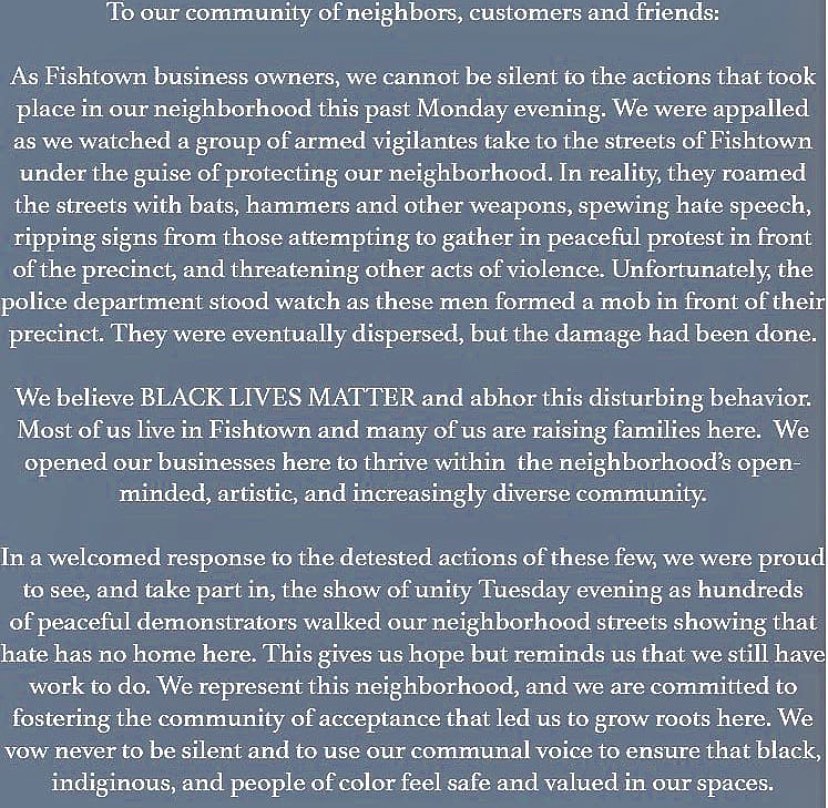 To our community of neighbors, customers and friends:
As Fishtown business owners, we cannot be silent to the actions that took
place in our neighborhood this past Monday evening. We were appalled
as we watched a group of armed vigilantes take to the streets of Fishtown
under the guise of protecting our neighborhood. In reality, they roamed
the streets with bats, hammers and other weapons, spewing hate speech,
ripping signs from those attempting to gather in peaceful protest in front
of the precinct, and threatening other acts of violence. Unfortunately, the
police department stood watch as these men formed a mob in front of their
precinct. They were eventually dispersed, but the damage had been done.
We believe BLACK LIVES MATTER and abhor this disturbing behavior.
Most of us live in Fishtown and many of us are raising families here. We
opened our businesses here to thrive within the neighborhood's open-
minded, artistic, and increasingly diverse community.
In a welcomed response to the detested actions of these few, we were proud
to see, and take part in, the show of unity Tuesday evening as hundreds
of peaceful demonstrators walked our neighborhood streets showing that
hate has no home here. This gives us hope but reminds us that we still have
work to do. We represent this neighborhood, and we are committed to
fostering the community of acceptance that led us to grow roots here. We
vow never to be silent and to use our communal voice to ensure that black,
indiginous, and people of color feel safe and valued in our spaces.